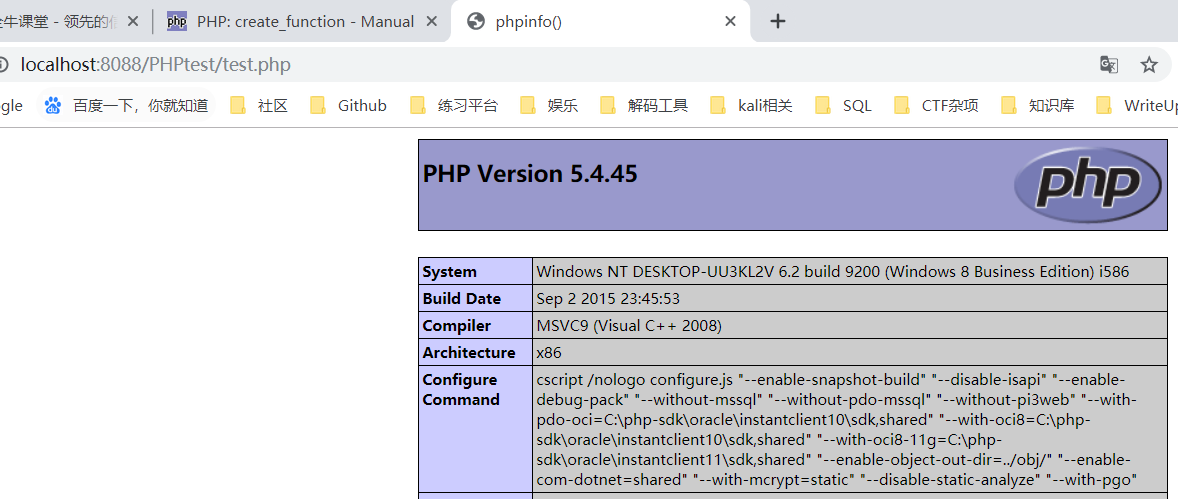 全牛课堂 - 领先的 php PHP: create_function - Manual phpinfo()
localhost:8088/PHPtest/test.php
gle 百度一下，你就知道 社区 Github 练习平台 娱乐 解码工具 kali相关 SQL CTF杂项 知识库 WriteUp
PHP Version 5.4.45
php
System Windows NT DESKTOP-UU3KL2V 6.2 build 9200 (Windows 8 Business Edition) i586
Build Date Sep 2 2015 23:45:53
Compiler MSVC9 (Visual C++ 2008)
Architecture x86
Configure Command cscript /nologo configure.js "--enable-snapshot-build" "--disable-isapi" "--enable-
debug-pack" "--without-mssql" "--without-pdo-mssql" "--without-pi3web" "--with-
pdo-oci=C:\php-sdk\oracle\instantclient10\sdk,shared" "--with-oci8=C:\php-
sdk\oracle\instantclient10\sdk,shared" "--with-oci8-11g=C:\php-
sdk\oracle\instantclient11\sdk,shared" "--enable-object-out-dir=../obj/" "--enable-
com-dotnet=shared" "--with-mcrypt=static" "--disable-static-analyze" "--with-pgo"